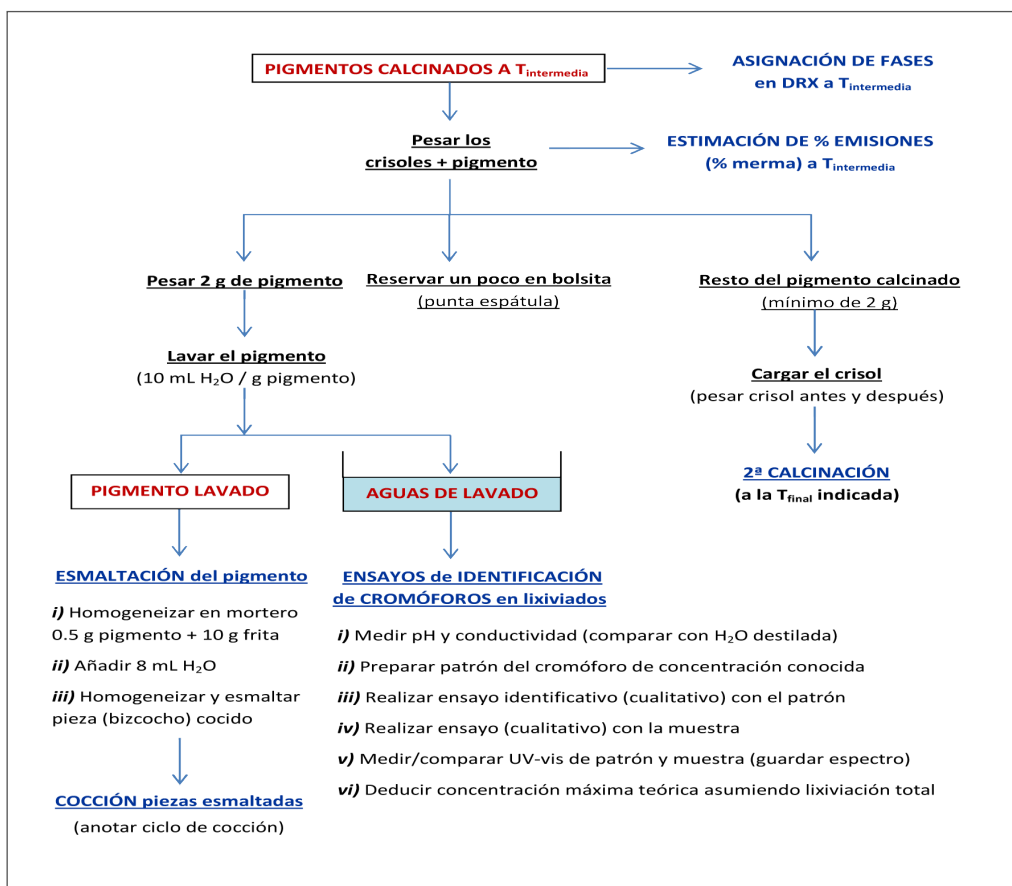 PIGMENTOS CALCINADOS A Tintermedia
ASIGNACIÓN DE FASES
en DRX a Tintermedia
Pesar los
crisoles + pigmento
ESTIMACIÓN DE % EMISIONES
(% merma) a Tintermedia
Pesar 2 g de pigmento
Reservar un poco en bolsita
(punta espátula)
Resto del pigmento calcinado
(mínimo de 2 g)
Lavar el pigmento
(10 mL H₂O / g pigmento)
Cargar el crisol
(pesar crisol antes y después)
PIGMENTO LAVADO
AGUAS DE LAVADO
2ª CALCINACIÓN
(a la Tfinal indicada)
ESMALTACIÓN del pigmento
i) Homogeneizar en mortero
0.5 g pigmento + 10 g frita
ii) Añadir 8 mL H₂O
iii) Homogeneizar y esmaltar
pieza (bizcocho) cocido
COCCIÓN piezas esmaltadas
(anotar ciclo de cocción)
ENSAYOS de IDENTIFICACIÓN
de CROMÓFOROS en lixiviados
i) Medir pH y conductividad (comparar con H₂O destilada)
ii) Preparar patrón del cromóforo de concentración conocida
iii) Realizar ensayo identificativo (cualitativo) con el patrón
iv) Realizar ensayo (cualitativo) con la muestra
v) Medir/comparar UV-vis de patrón y muestra (guardar espectro)
vi) Deducir concentración máxima teórica asumiendo lixiviación total